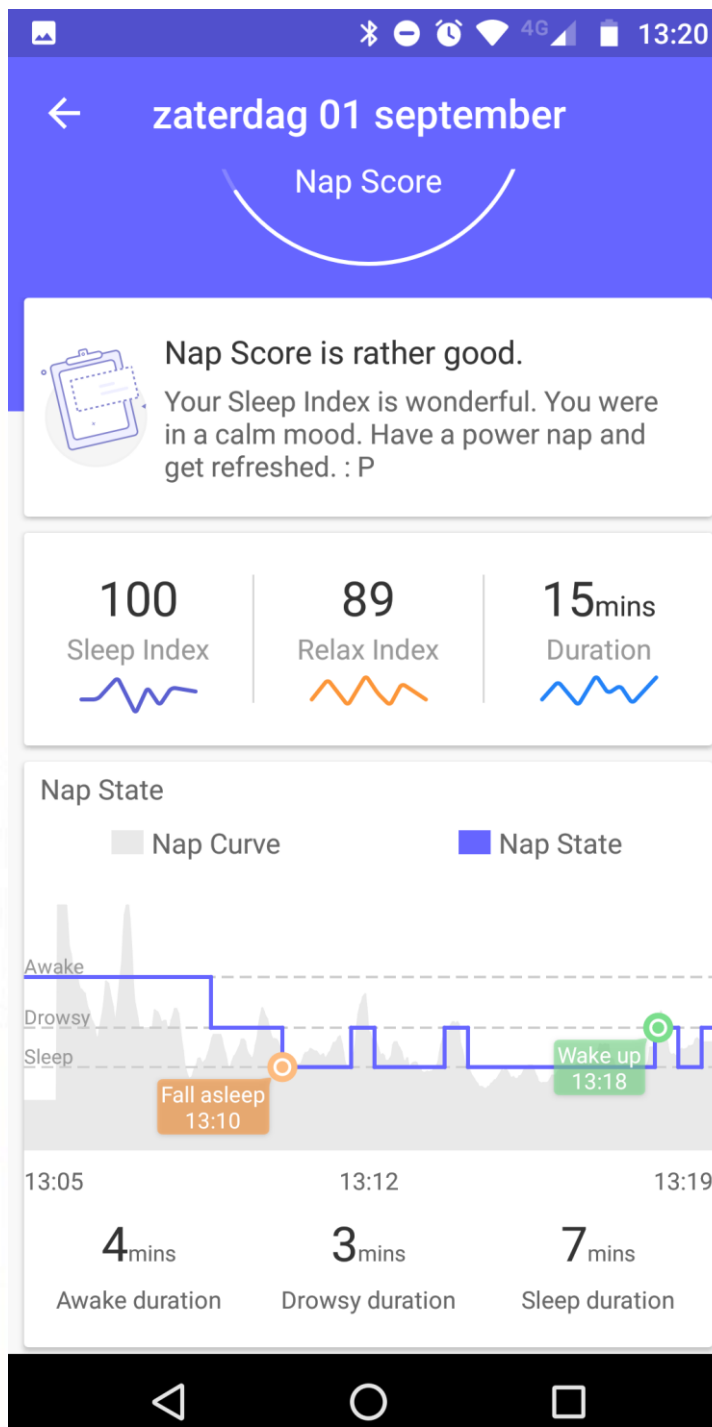 4G 13:20
zaterdag 01 september
Nap Score
Nap Score is rather good.
Your Sleep Index is wonderful. You were
in a calm mood. Have a power nap and
get refreshed. : P
100 89 15mins
Sleep Index Relax Index Duration
Nap State
Nap Curve Nap State
Awake
Drowsy
Sleep
Wake up
13:18
Fall asleep
13:10
13:05 13:12 13:19
4mins 3mins 7mins
Awake duration Drowsy duration Sleep duration